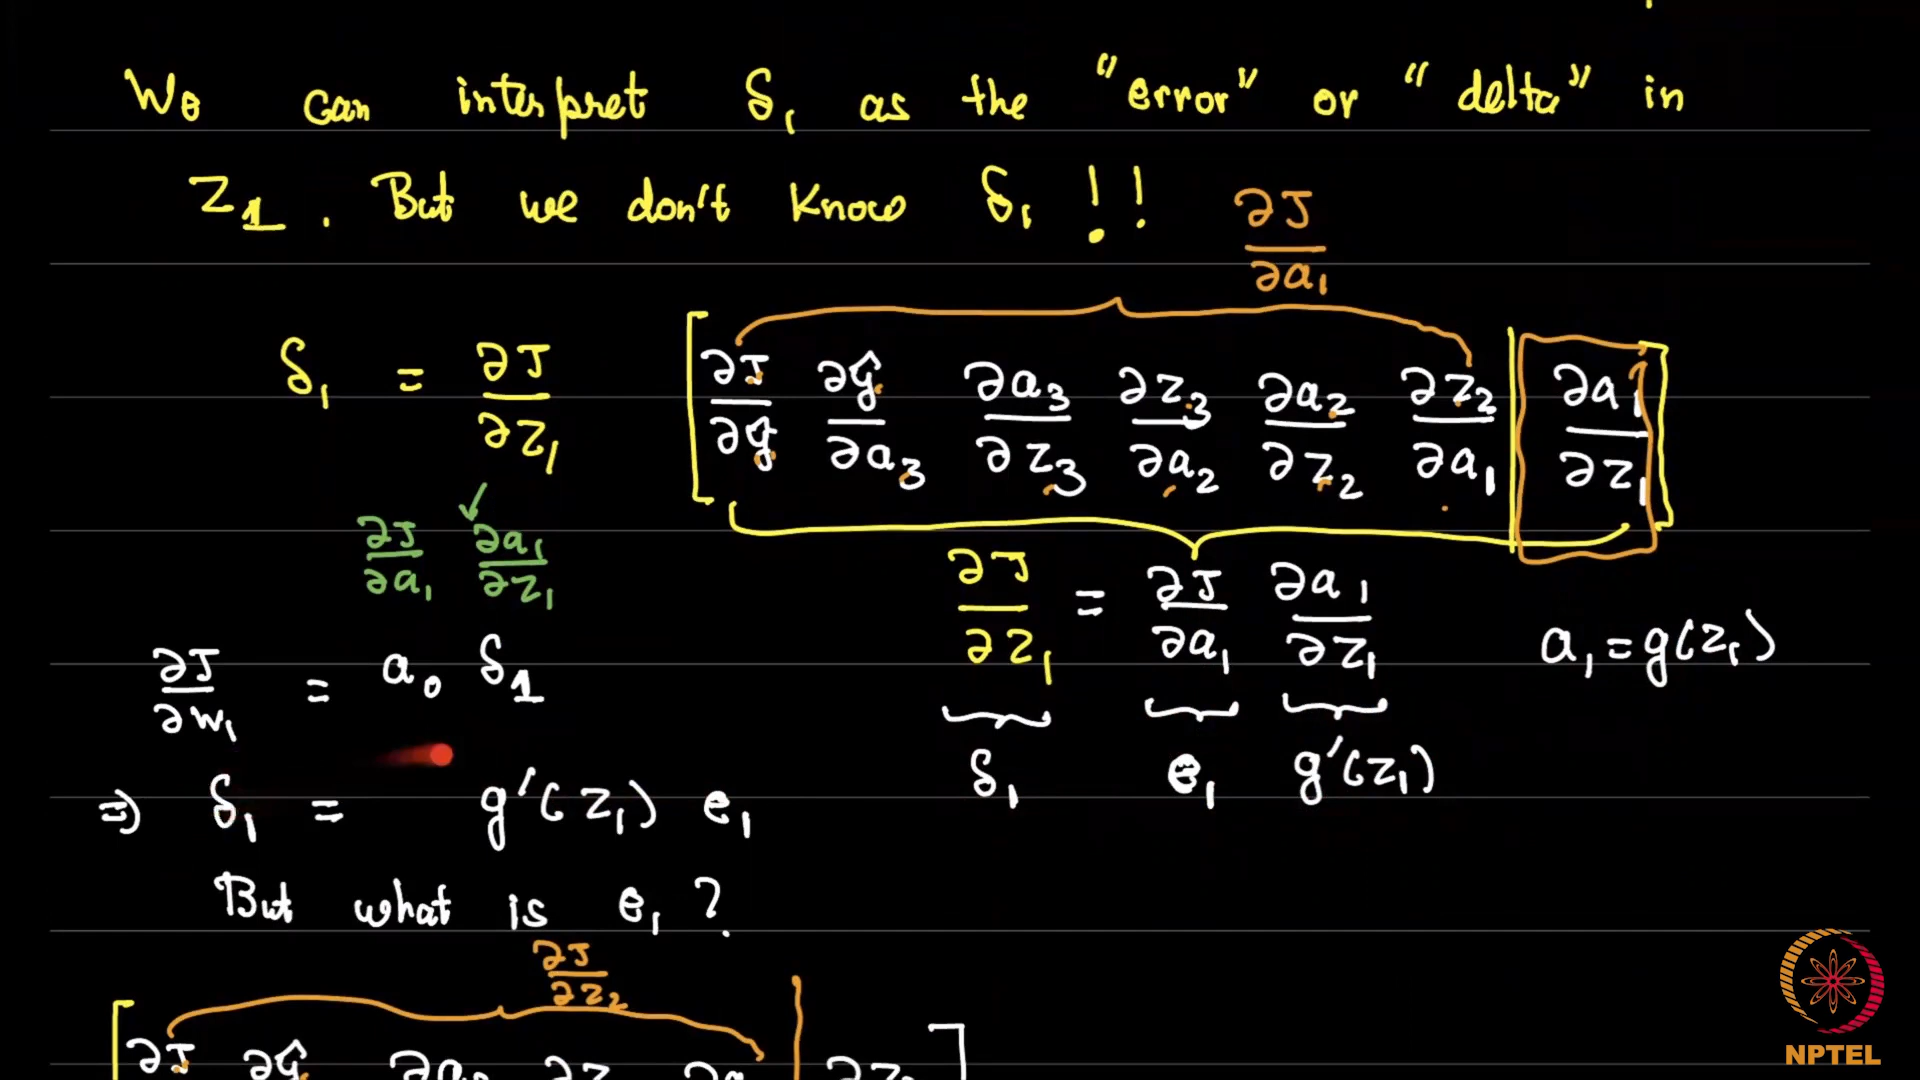 We can interpret δ₁ as the "error" or "delta" in
z₁. But we don't know δ₁ !!
∂J/∂a₁
δ₁ = ∂J/∂z₁ [∂J/∂ŷ ∂ŷ/∂a₃ ∂a₃/∂z₃ ∂z₃/∂a₂ ∂a₂/∂z₂ ∂z₂/∂a₁ | ∂a₁/∂z₁]
∂J/∂a₁ ∂a₁/∂z₁
∂J/∂z₁ = ∂J/∂a₁ ∂a₁/∂z₁ a₁ = g(z₁)
∂J/∂w₁ = a₀ δ₁
δ₁ e₁ g'(z₁)
⇒ δ₁ = g'(z₁) e₁
But what is e₁ ?
∂J/∂z₂
[∂J ∂ŷ
NPTEL